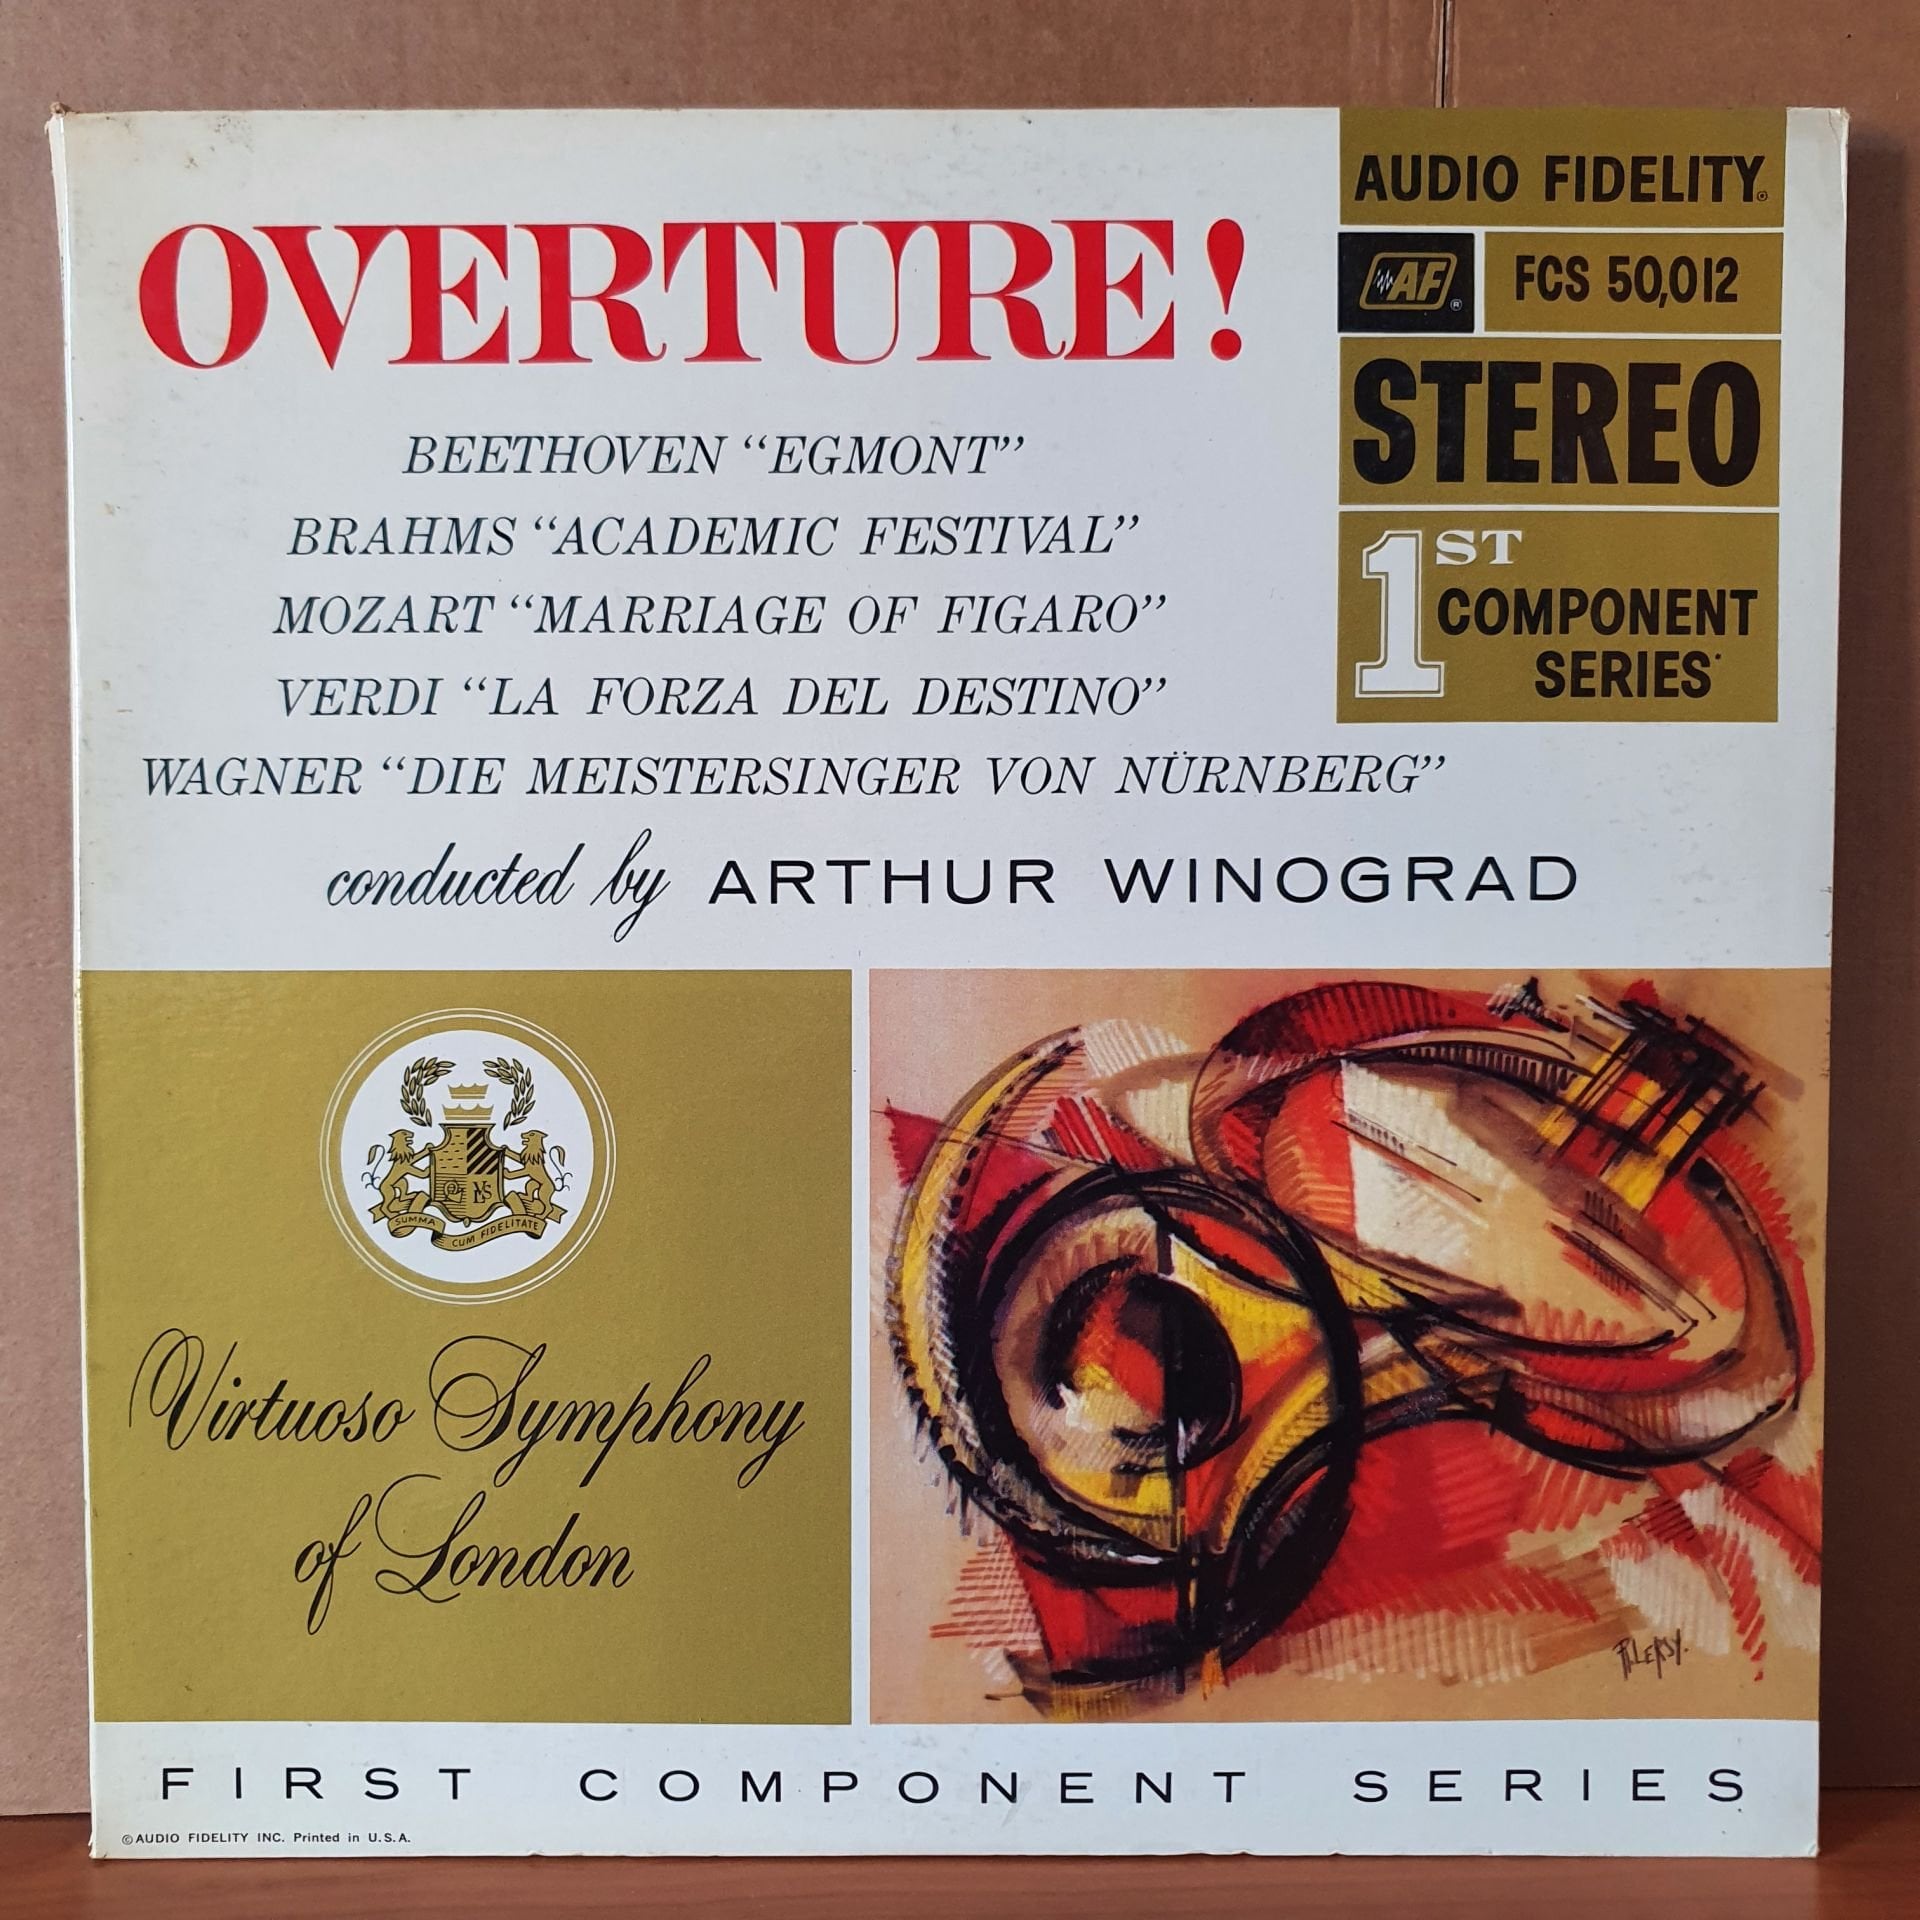 OVERTURE!
BEETHOVEN “EGMONT”
BRAHMS “ACADEMIC FESTIVAL”
MOZART “MARRIAGE OF FIGARO”
VERDI “LA FORZA DEL DESTINO”
WAGNER “DIE MEISTERSINGER VON NÜRNBERG”
conducted by ARTHUR WINOGRAD
AUDIO FIDELITY®
AF®
FCS 50,012
STEREO
1ST
COMPONENT
SERIES
SUMMA
CUM FIDELITATE
Virtuoso Symphony
of London
FIRST COMPONENT SERIES
©AUDIO FIDELITY INC. Printed in U.S.A.